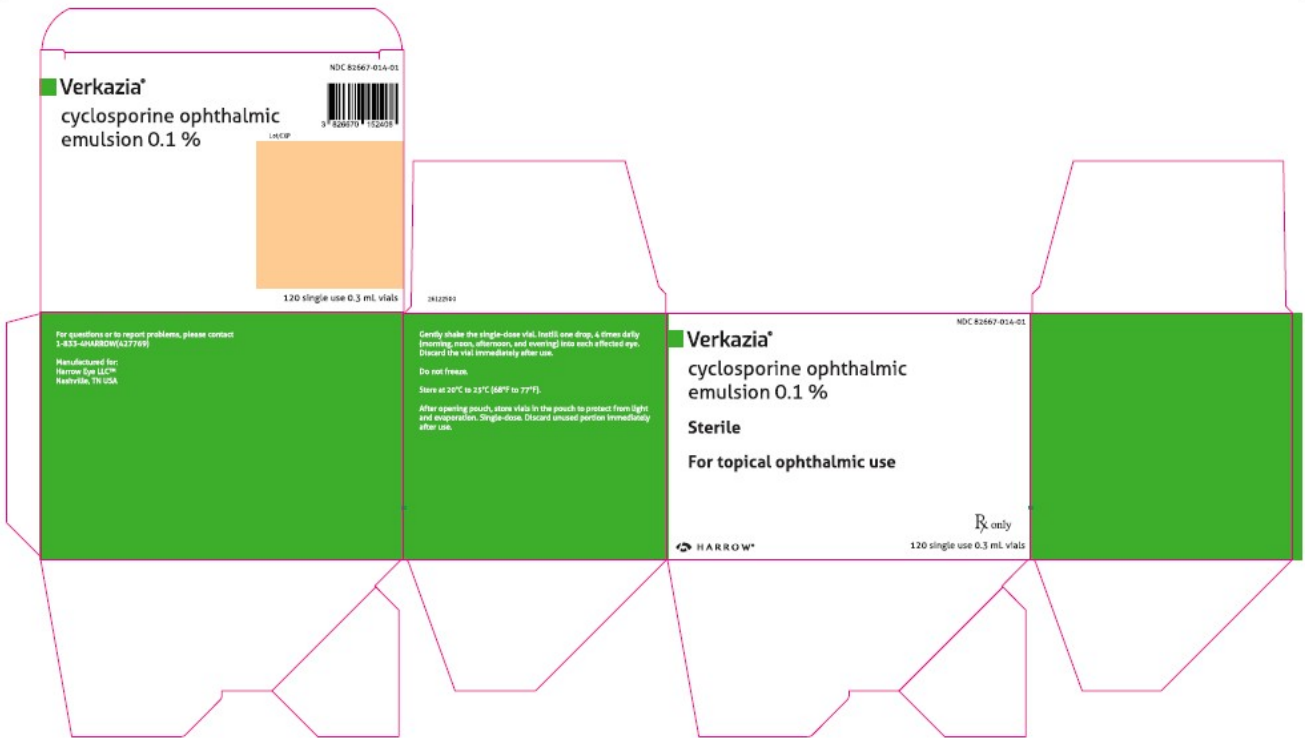 NDC 82667-014-01
Verkazia®
cyclosporine ophthalmic
emulsion 0.1 %
3 826670 152408
Lot/EXP
120 single use 0.3 mL vials
For questions or to report problems, please contact
1-833-4HARROW(427769)
Manufactured for:
Harrow Eye LLC™
Nashville, TN USA
26122500
Gently shake the single-dose vial. Instill one drop, 4 times daily
(morning, noon, afternoon, and evening) into each affected eye.
Discard the vial immediately after use.
Do not freeze.
Store at 20°C to 25°C (68°F to 77°F).
After opening pouch, store vials in the pouch to protect from light
and evaporation. Single-dose. Discard unused portion immediately
after use.
NDC 82667-014-01
Verkazia®
cyclosporine ophthalmic
emulsion 0.1 %
Sterile
For topical ophthalmic use
Rx only
HARROW®
120 single use 0.3 mL vials